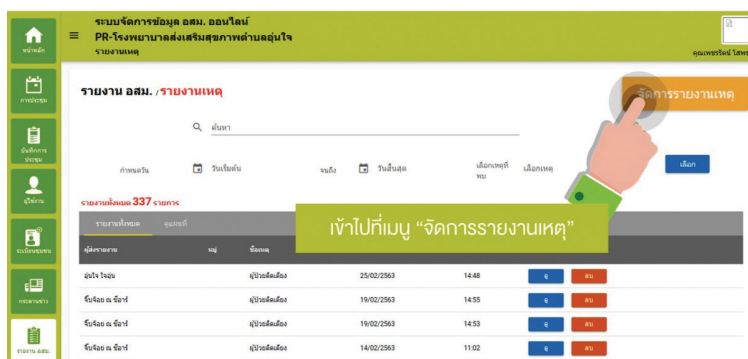 ระบบจัดการข้อมูล อสม. ออนไลน์
PR-โรงพยาบาลส่งเสริมสุขภาพตำบลอุ่นใจ
รายงานเหตุ
คุณเพชรรัตน์ โสพร
หน้าหลัก
การประชุม
บันทึกการ
ประชุม
ผู้ใช้งาน
ระเบียนชุมชน
กระดานข่าว
รายงาน อสม.
รายงาน อสม. /รายงานเหตุ
จัดการรายงานเหตุ
ค้นหา
กำหนดวัน
วันเริ่มต้น
จนถึง
วันสิ้นสุด
เลือกเหตุที่
พบ
เลือกเหตุ
เลือก
รายงานทั้งหมด 337 รายการ
เข้าไปที่เมนู “จัดการรายงานเหตุ”
รายงานทั้งหมด ดูแผนที่
ผู้ส่งรายงาน หมู่ ชื่อเหตุ
อุ่นใจ ใจอุ่น ผู้ป่วยติดเตียง 25/02/2563 14:48 ดู ลบ
จิ๊บจ้อย ณ ชีอาร์ ผู้ป่วยติดเตียง 19/02/2563 14:55 ดู ลบ
จิ๊บจ้อย ณ ชีอาร์ ผู้ป่วยติดเตียง 19/02/2563 14:53 ดู ลบ
จิ๊บจ้อย ณ ชีอาร์ ผู้ป่วยติดเตียง 14/02/2563 11:02 ดู ลบ